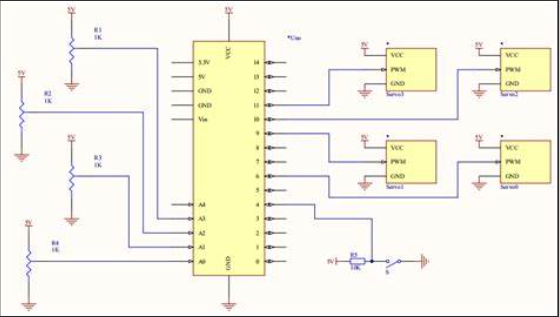 5V
R1
1K
5V
R2
1K
5V
R3
1K
5V
R4
1K
5V
VCC
*Uno
3.3V
5V
GND
GND
Vin
A4
A3
A2
A1
A0
GND
14
13
12
11
10
9
8
7
6
5
4
3
2
1
0
5V
VCC
PWM
GND
Servo3
5V
VCC
PWM
GND
Servo2
5V
VCC
PWM
GND
Servo1
5V
VCC
PWM
GND
Servo0
5V
R5
10K
S